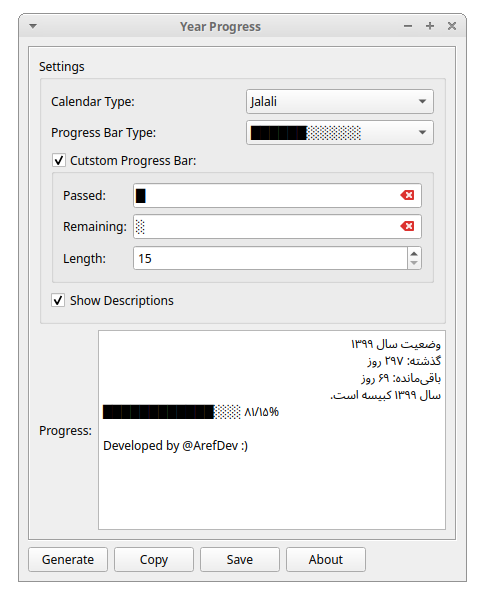 Year Progress
Settings
Calendar Type:
Jalali
Progress Bar Type:
██████░░░░░░
Cutstom Progress Bar:
Passed:
█
Remaining:
░
Length:
15
Show Descriptions
Progress:
وضعیت سال ۱۳۹۹
گذشته: ۲۹۷ روز
باقی‌مانده: ۶۹ روز
سال ۱۳۹۹ کبیسه است.
████████████░░░ ۸۱/۱۵%
Developed by @ArefDev :)
Generate
Copy
Save
About